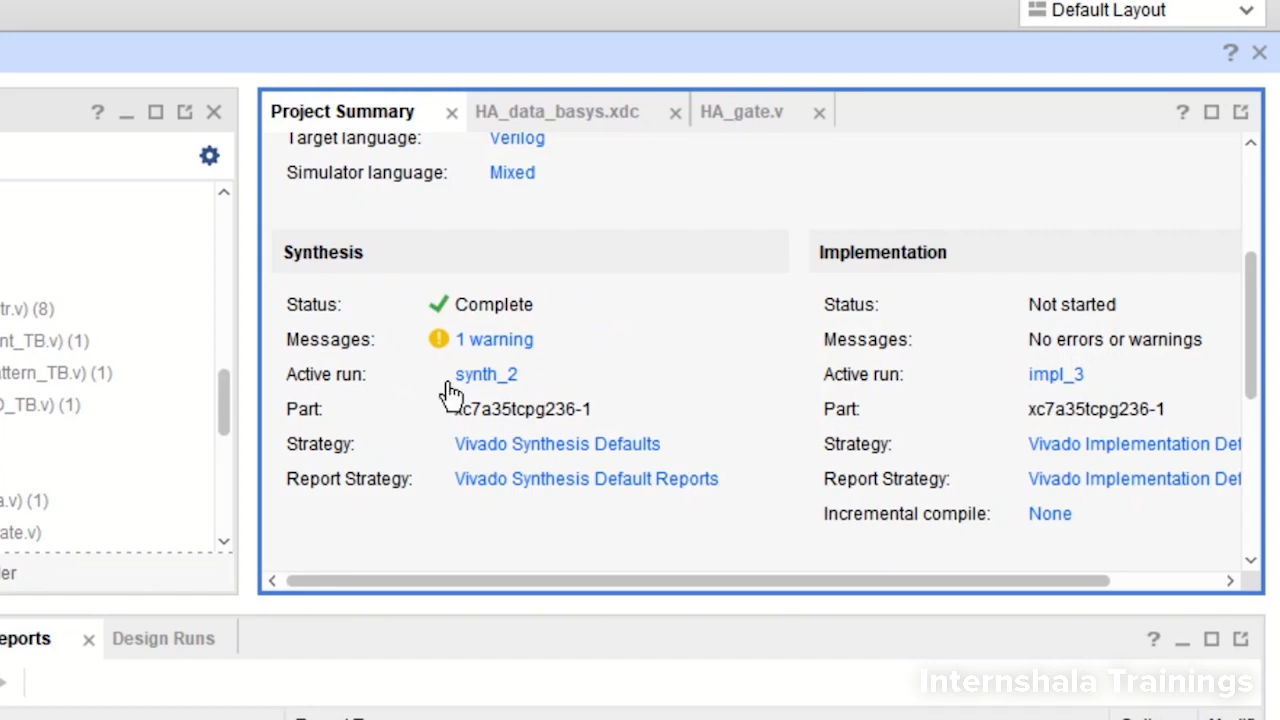 Default Layout
Project Summary
HA_data_basys.xdc
HA_gate.v
Target language: Verilog
Simulator language: Mixed
tr.v) (8)
nt_TB.v) (1)
ttern_TB.v) (1)
D_TB.v) (1)
a.v) (1)
ate.v)
er
Synthesis
Status: Complete
Messages: 1 warning
Active run: synth_2
Part: xc7a35tcpg236-1
Strategy: Vivado Synthesis Defaults
Report Strategy: Vivado Synthesis Default Reports
Implementation
Status: Not started
Messages: No errors or warnings
Active run: impl_3
Part: xc7a35tcpg236-1
Strategy: Vivado Implementation Def
Report Strategy: Vivado Implementation Def
Incremental compile: None
eports
Design Runs
Internshala Trainings